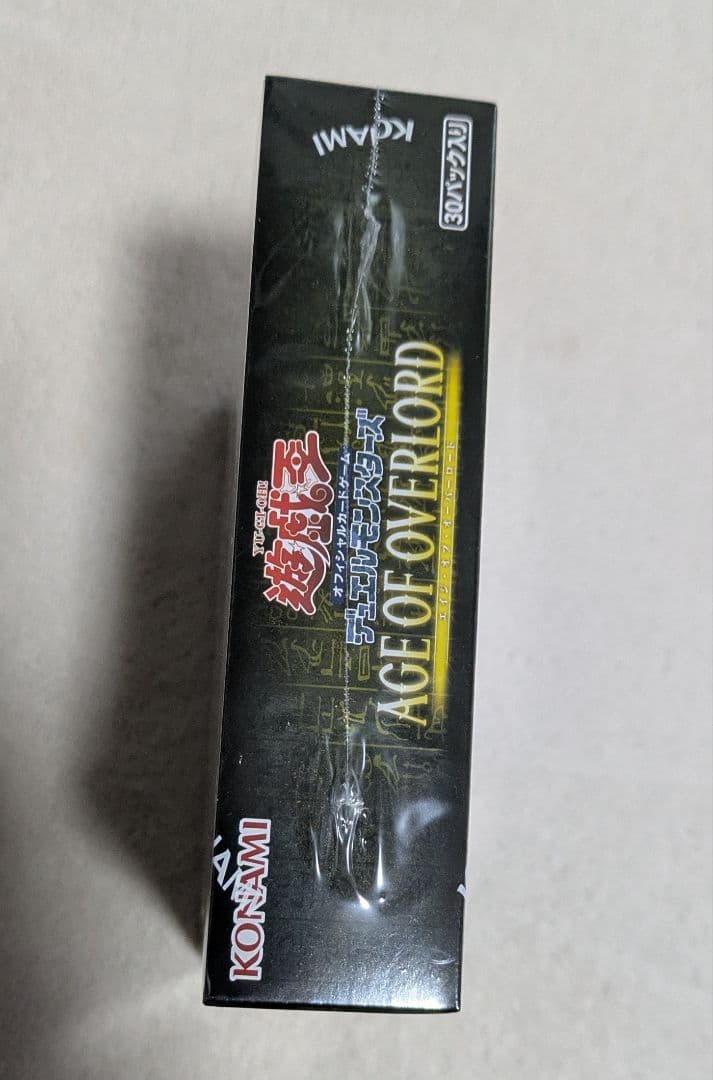 KONAMI
30パック入り
YU-GI-OH!
遊戯王
オフィシャルカードゲーム
デュエルモンスターズ
AGE OF OVERLORD
エイジ・オブ・オーバーロード
KONAMI